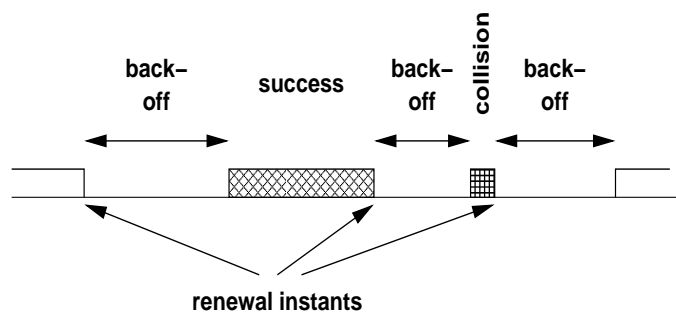 back–
off
success
back–
off
collision
back–
off
renewal instants